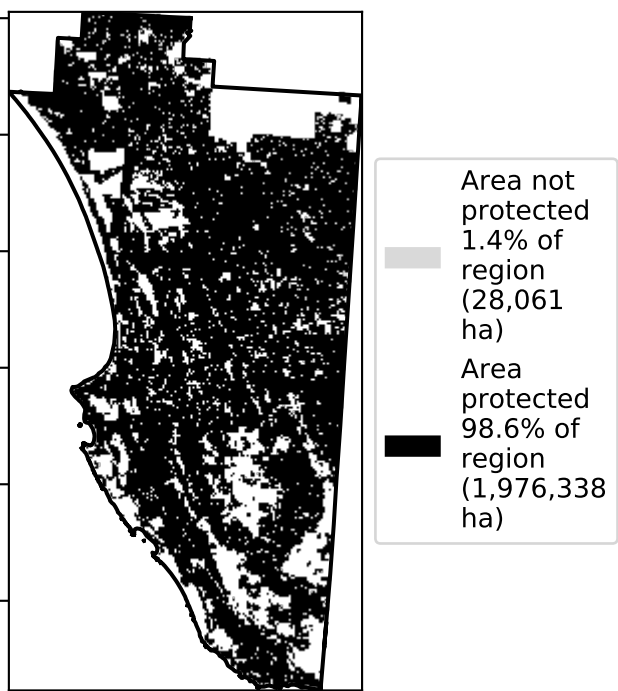 Area not
protected
1.4% of
region
(28,061
ha)
Area
protected
98.6% of
region
(1,976,338
ha)